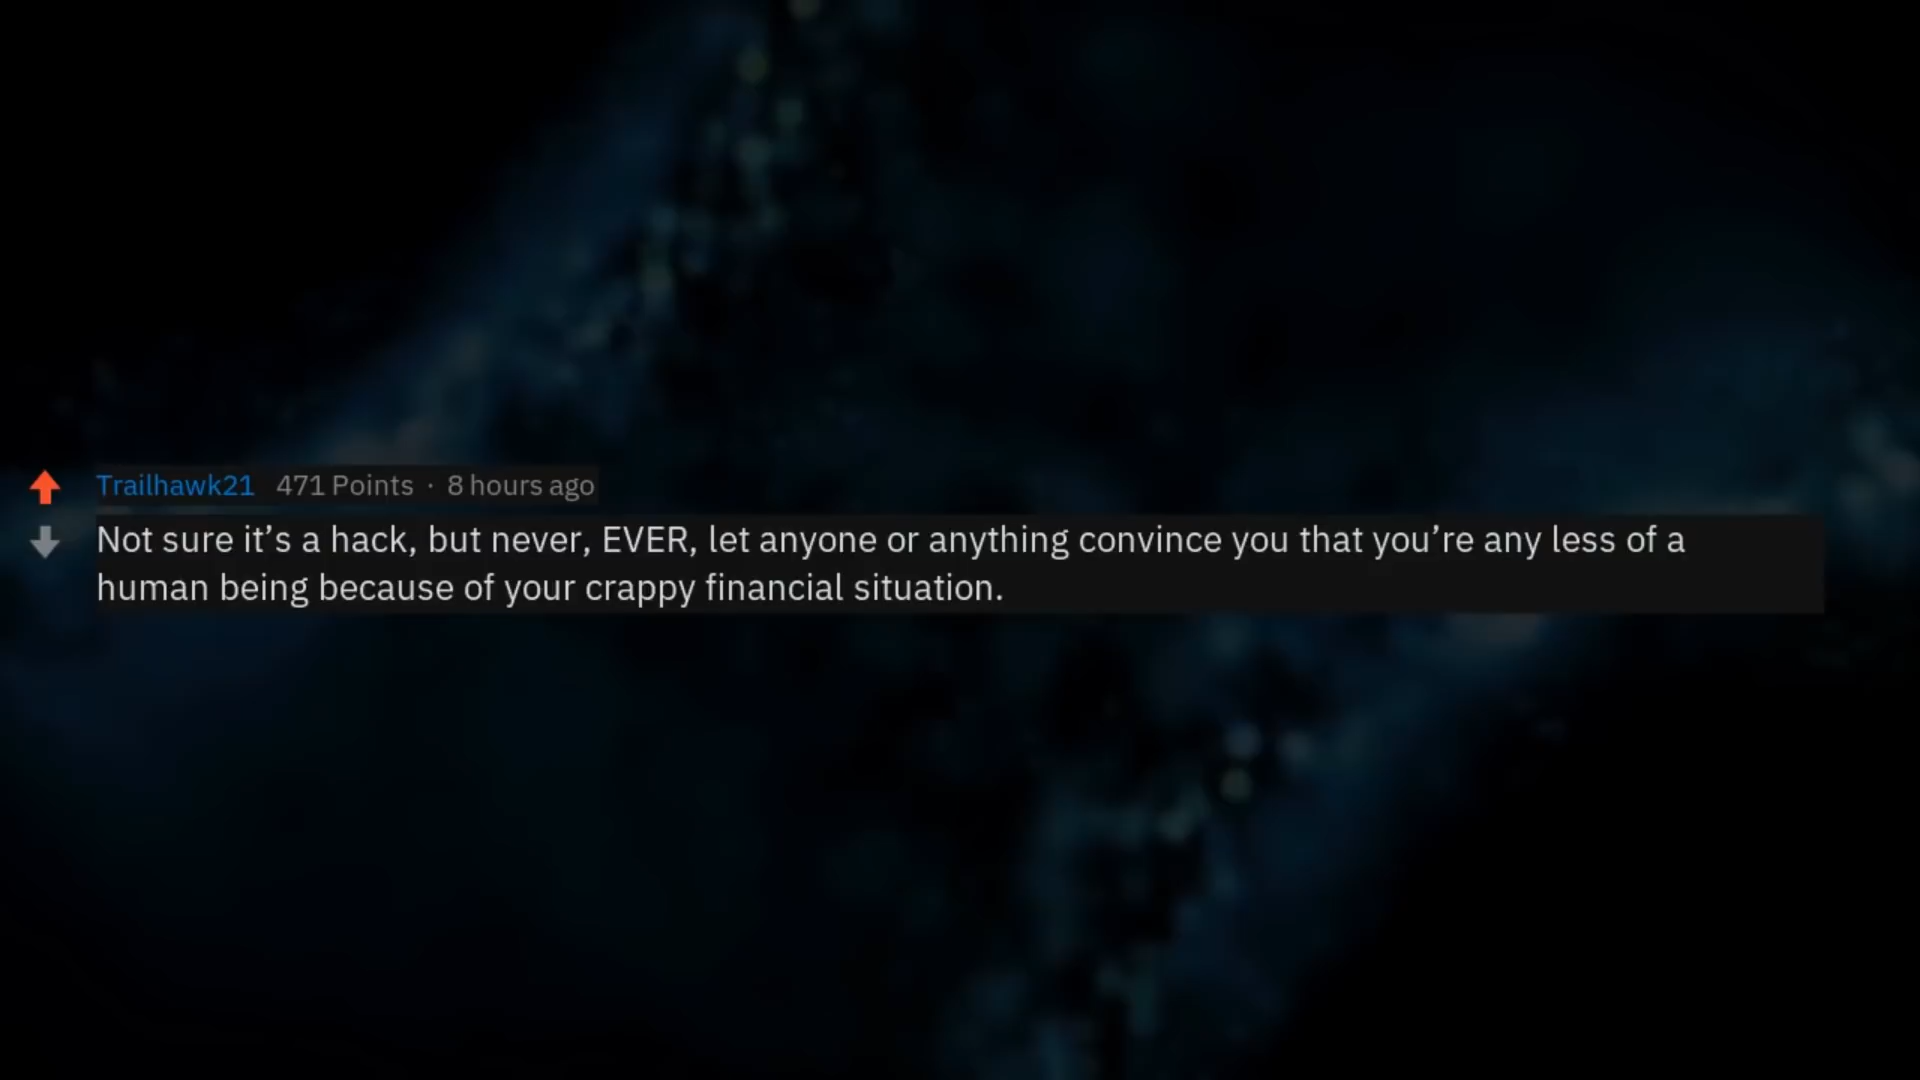 Trailhawk21 471 Points · 8 hours ago
Not sure it’s a hack, but never, EVER, let anyone or anything convince you that you’re any less of a
human being because of your crappy financial situation.